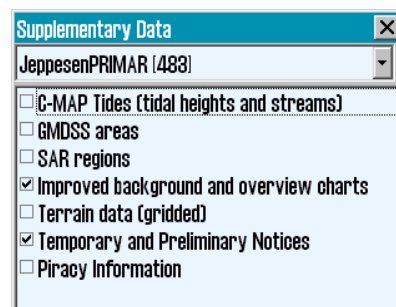 Supplementary Data
JeppesenPRIMAR (483)
C-MAP Tides (tidal heights and streams)
GMDSS areas
SAR regions
Improved background and overview charts
Terrain data (gridded)
Temporary and Preliminary Notices
Piracy Information